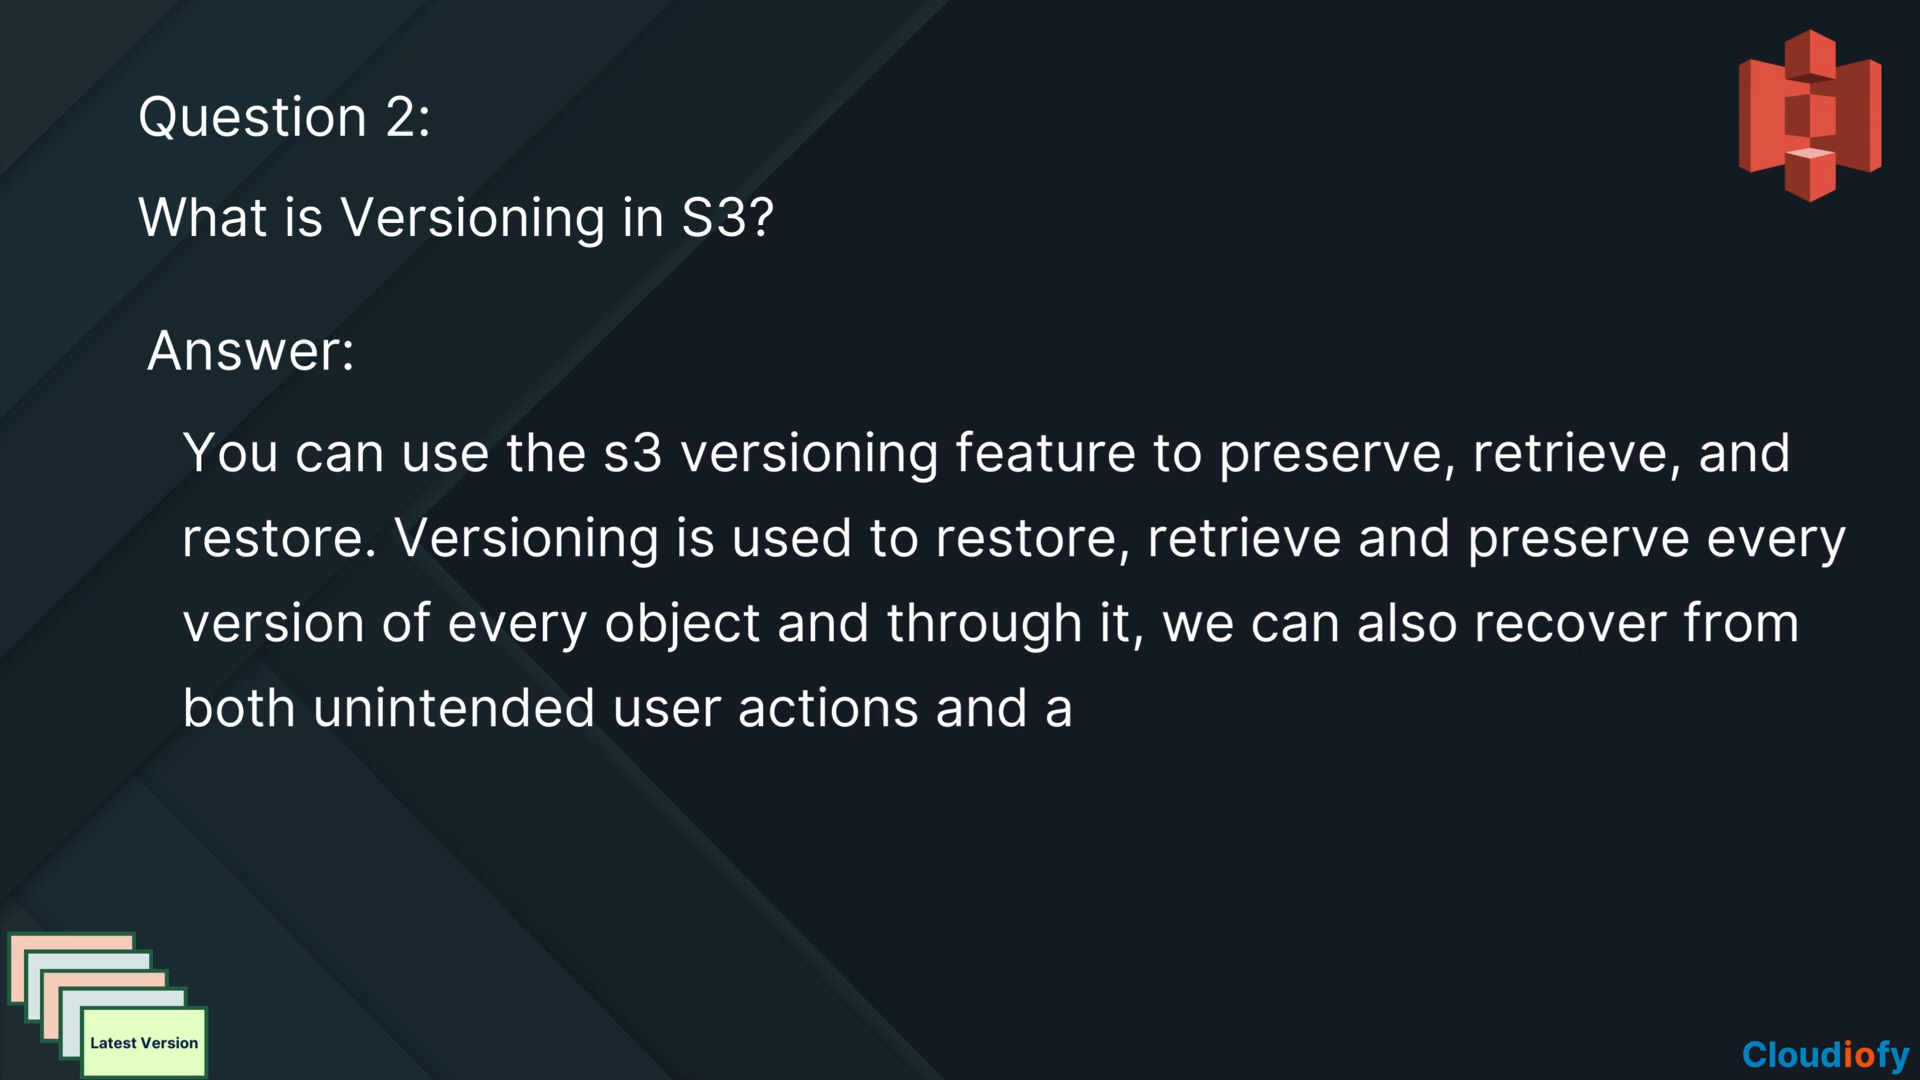 Question 2:
What is Versioning in S3?
Answer:
You can use the s3 versioning feature to preserve, retrieve, and
restore. Versioning is used to restore, retrieve and preserve every
version of every object and through it, we can also recover from
both unintended user actions and a
Latest Version
Cloudiofy